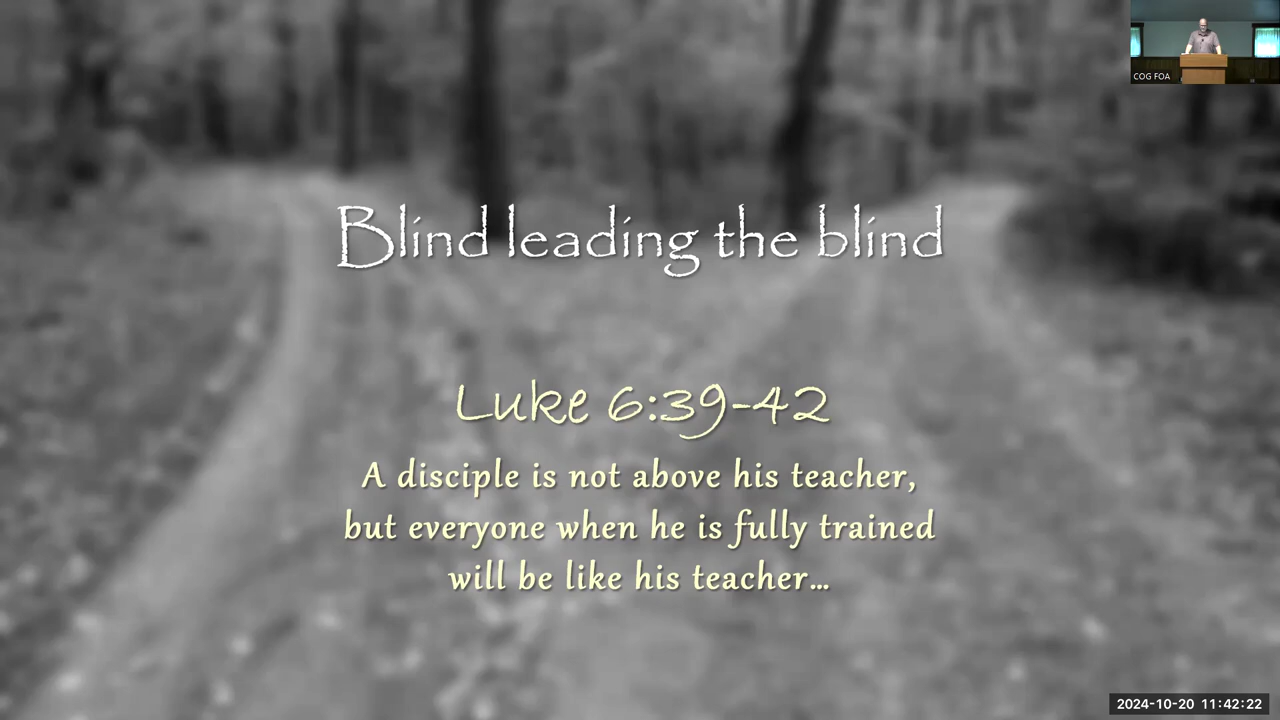 COG FOA
Blind leading the blind
Luke 6:39-42
A disciple is not above his teacher,
but everyone when he is fully trained
will be like his teacher...
2024-10-20 11:42:22